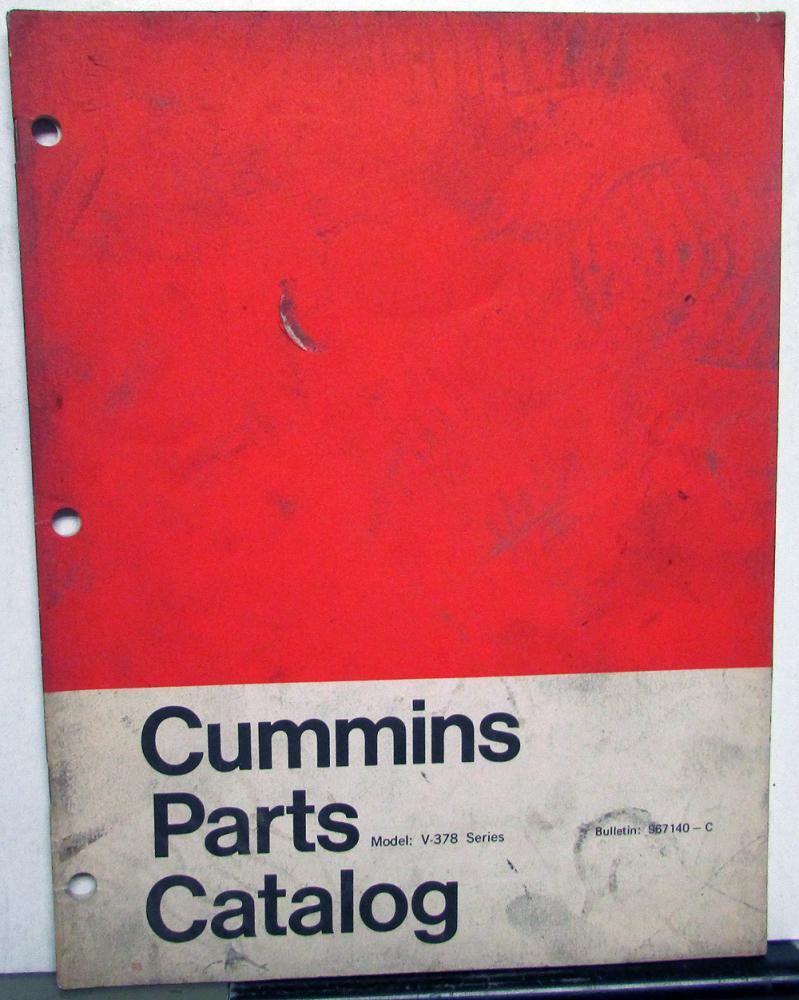 Cummins
Parts
Model: V-378 Series
Bulletin: 967140-C
Catalog